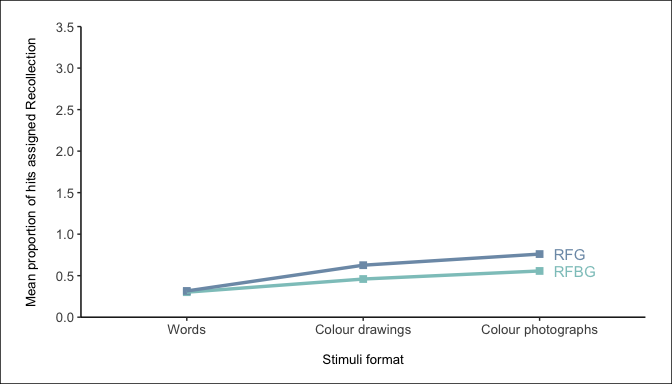 Mean proportion of hits assigned Recollection
3.5
3.0
2.5
2.0
1.5
1.0
0.5
0.0
RFG
RFBG
Words Colour drawings Colour photographs
Stimuli format